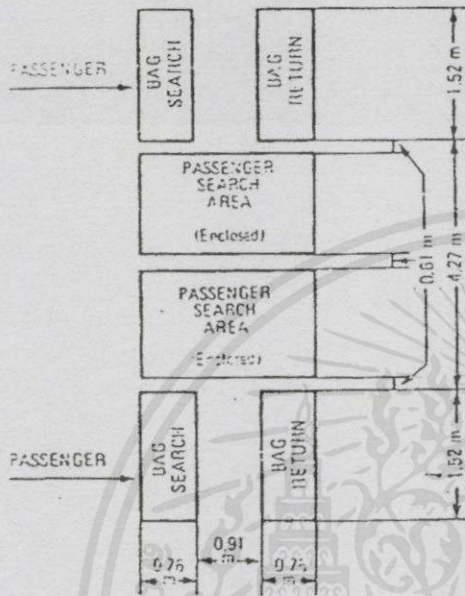 PASSENGER
BAG
SEARCH
BAG
RETURN
1.52 m
PASSENGER
SEARCH
AREA
(Enclosed)
0.61 m
4.27 m
PASSENGER
SEARCH
AREA
(Enclosed)
PASSENGER
BAG
SEARCH
BAG
RETURN
1.52 m
0.76
m
0.91
m
0.76
m